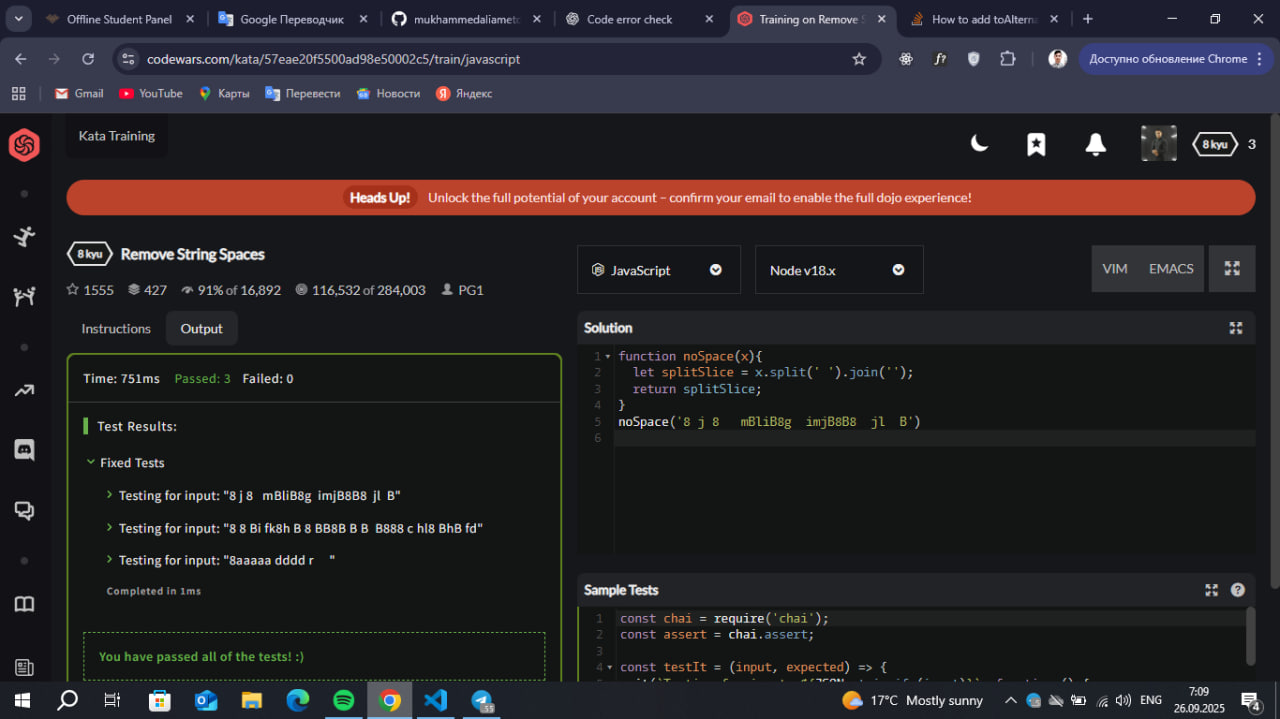 Offline Student Panel
Google Переводчик
mukhammedaliameto
Code error check
Training on Remove S
How to add toAlterna
codewars.com/kata/57eae20f5500ad98e50002c5/train/javascript
f?
Доступно обновление Chrome
Gmail
YouTube
Карты
Перевести
Новости
Яндекс
Kata Training
8 kyu
3
Heads Up! Unlock the full potential of your account – confirm your email to enable the full dojo experience!
8 kyu Remove String Spaces
1555 427 91% of 16,892 116,532 of 284,003 PG1
Instructions Output
Time: 751ms Passed: 3 Failed: 0
Test Results:
Fixed Tests
Testing for input: "8 j 8   mBliB8g  imjB8B8  jl  B"
Testing for input: "8 8 Bi fk8h B 8 BB8B B B  B888 c hl8 BhB fd"
Testing for input: "8aaaaa dddd r     "
Completed in 1ms
You have passed all of the tests! :)
JavaScript
Node v18.x
VIM EMACS
Solution
1 function noSpace(x){
2   let splitSlice = x.split(' ').join('');
3   return splitSlice;
4 }
5 noSpace('8 j 8   mBliB8g  imjB8B8  jl  B')
6
Sample Tests
1 const chai = require('chai');
2 const assert = chai.assert;
3
4 const testIt = (input, expected) => {
55
17°C Mostly sunny
ENG
7:09
26.09.2025
4